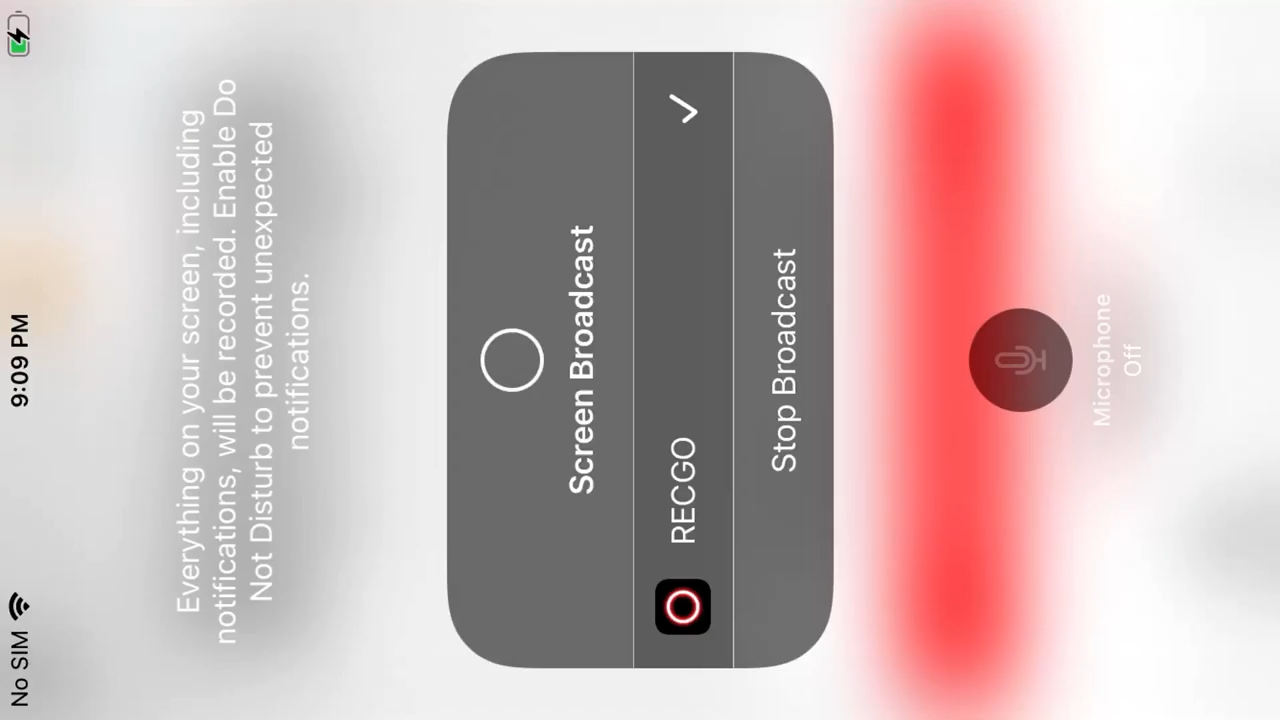 No SIM 9:09 PM
Everything on your screen, including
notifications, will be recorded. Enable Do
Not Disturb to prevent unexpected
notifications.
Screen Broadcast
RECGO
Stop Broadcast
Microphone
Off